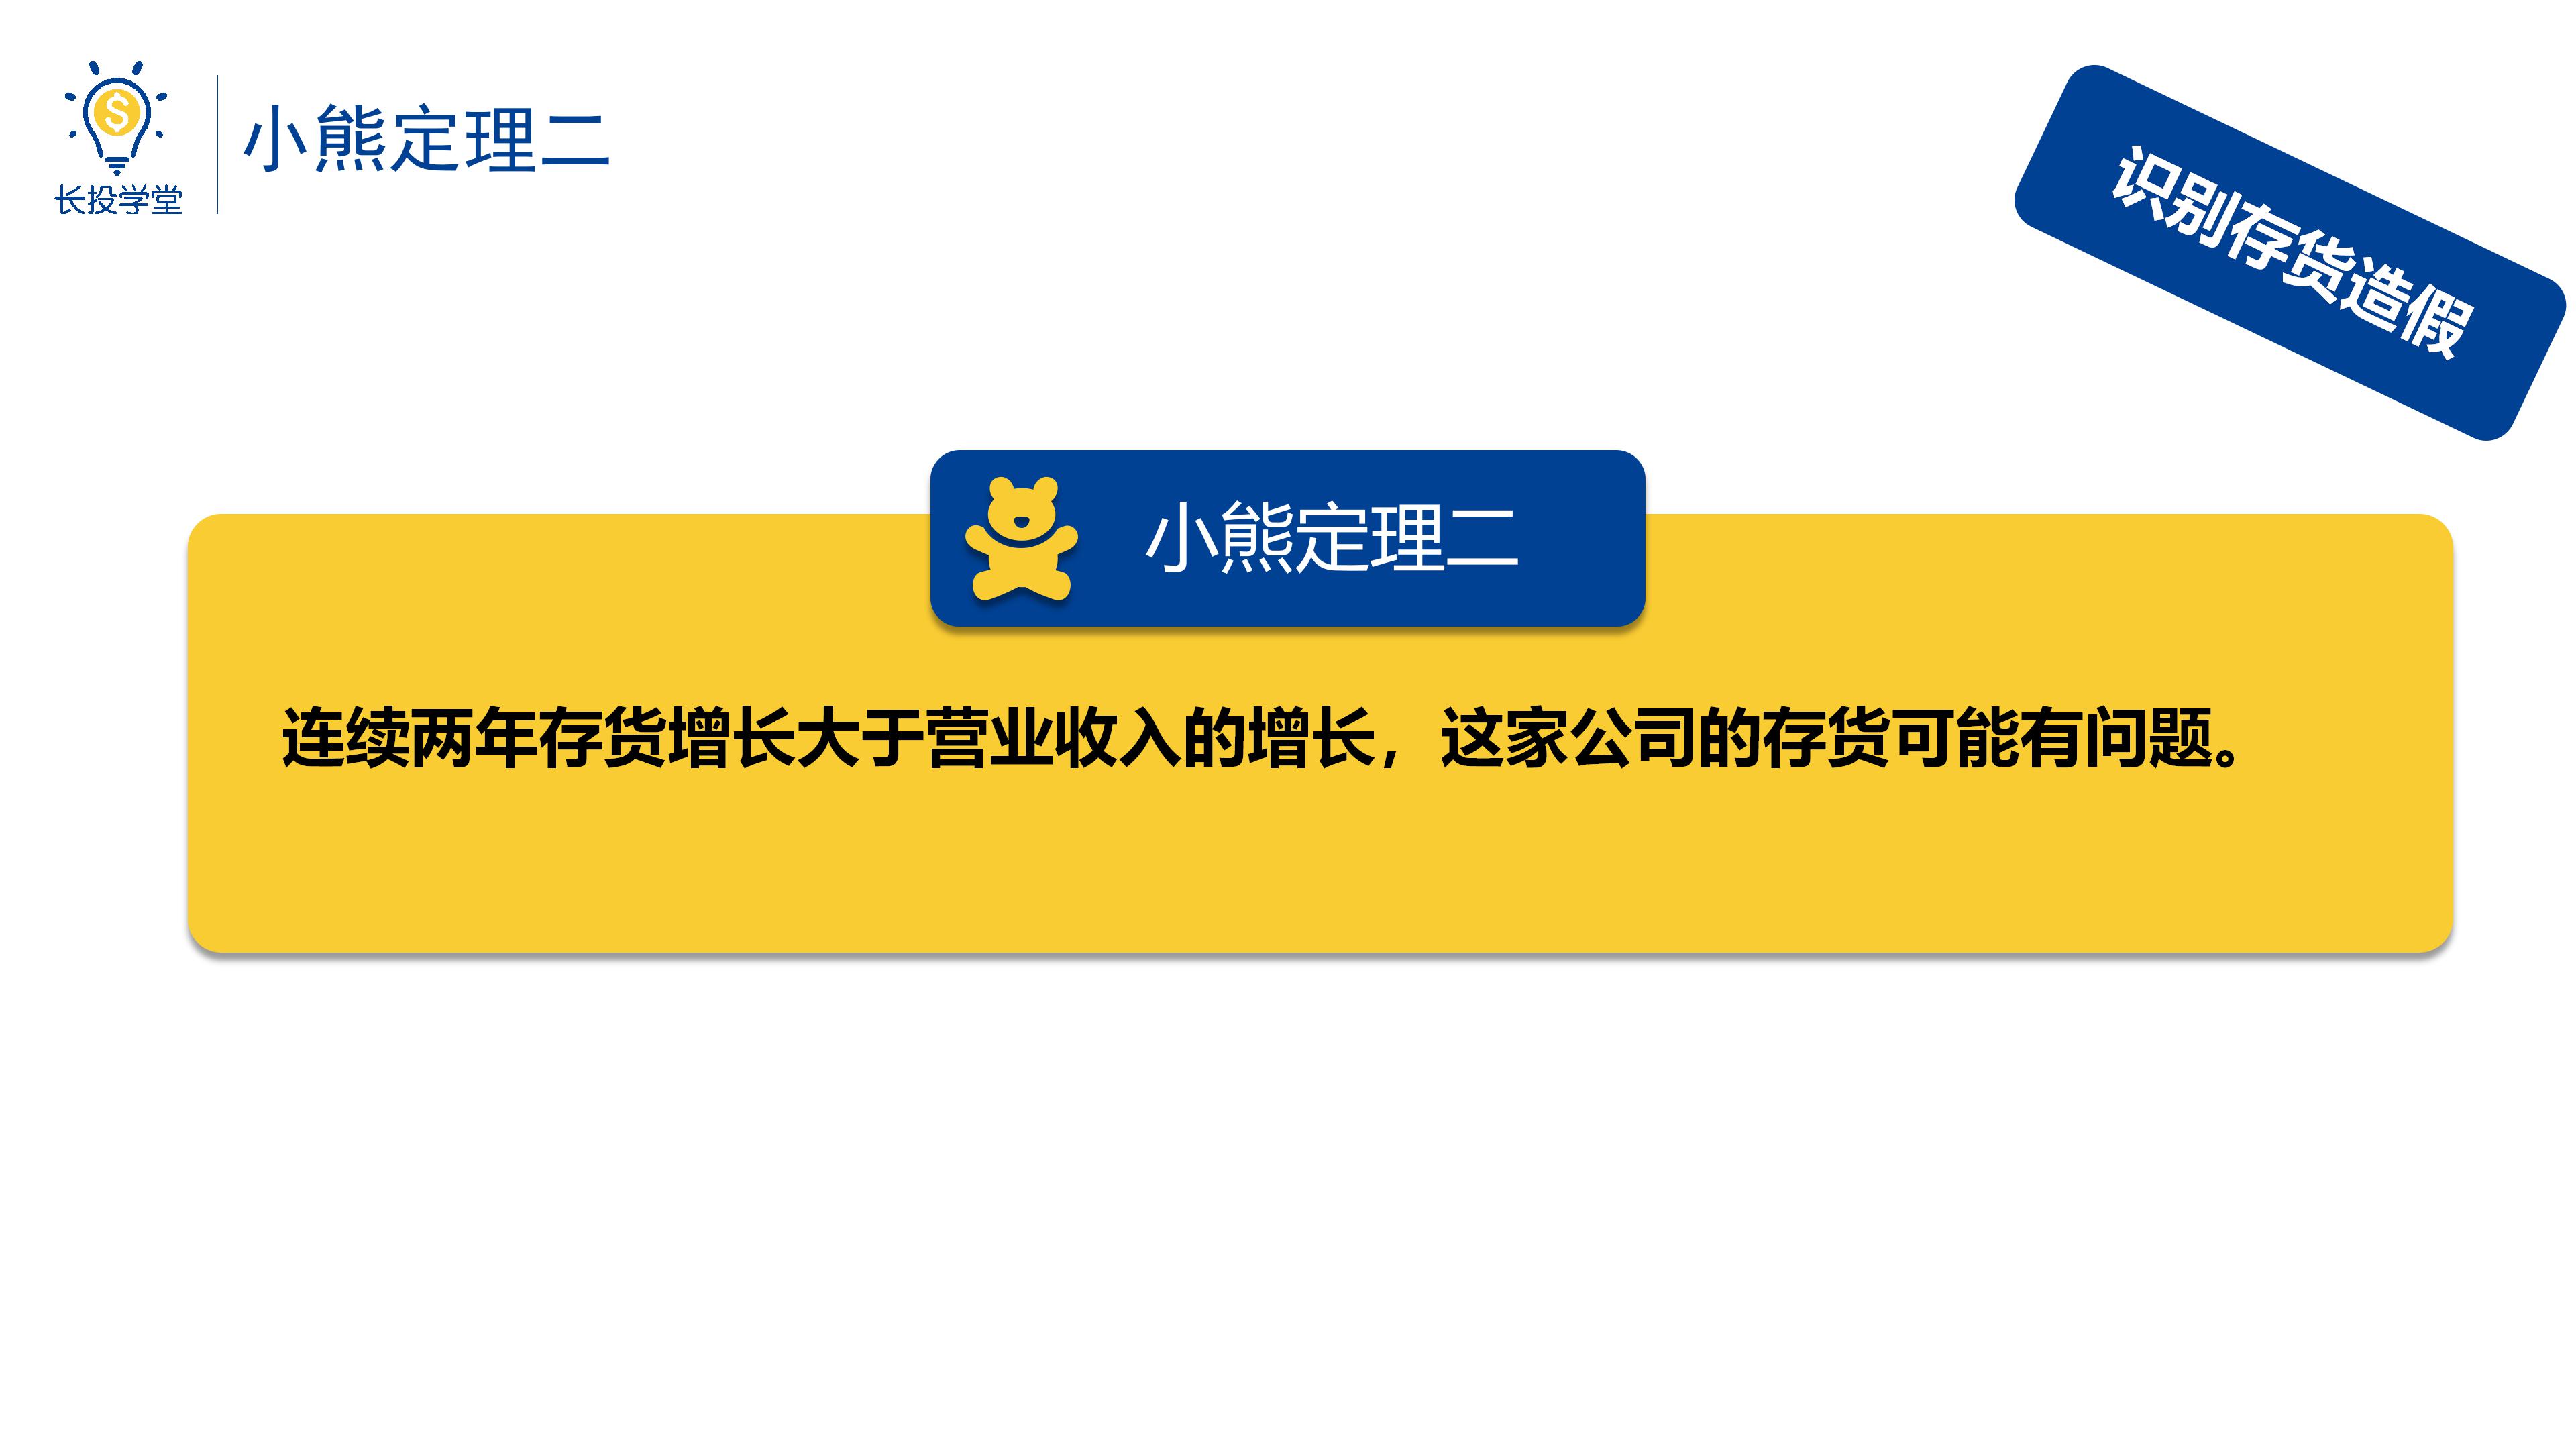 长投学堂
小熊定理二
识别存货造假
小熊定理二
连续两年存货增长大于营业收入的增长，这家公司的存货可能有问题。